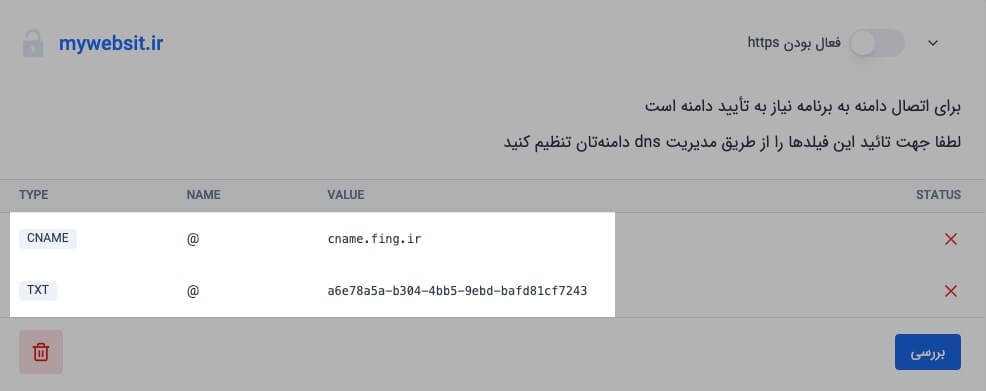 mywebsit.ir
فعال بودن https
برای اتصال دامنه به برنامه نیاز به تأیید دامنه است
لطفا جهت تائید این فیلدها را از طریق مدیریت dns دامنه‌تان تنظیم کنید
TYPE NAME VALUE STATUS
CNAME @ cname.fing.ir
TXT @ a6e78a5a-b304-4bb5-9ebd-bafd81cf7243
بررسی